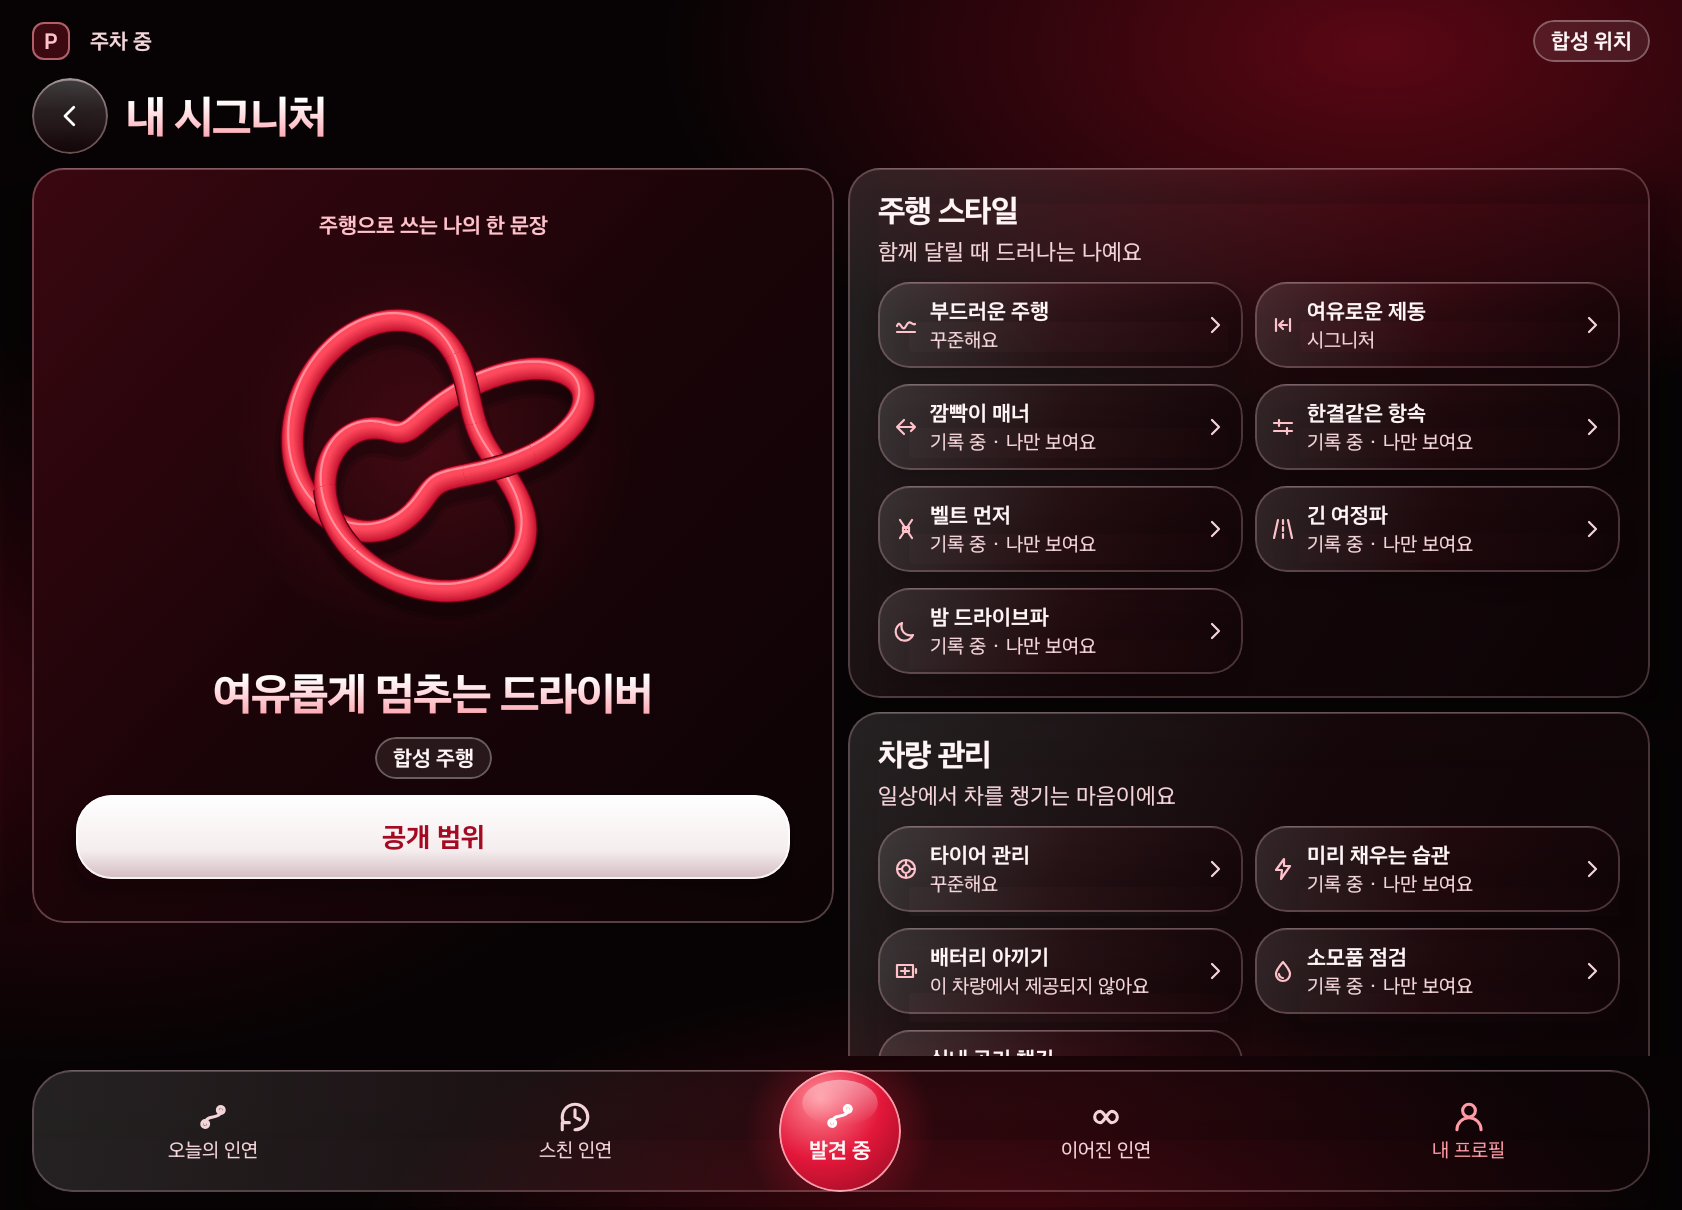 P 주차 중
합성 위치
내 시그니처
주행으로 쓰는 나의 한 문장
여유롭게 멈추는 드라이버
합성 주행
공개 범위
주행 스타일
함께 달릴 때 드러나는 나예요
부드러운 주행
꾸준해요
여유로운 제동
시그니처
깜빡이 매너
기록 중 · 나만 보여요
한결같은 항속
기록 중 · 나만 보여요
벨트 먼저
기록 중 · 나만 보여요
긴 여정파
기록 중 · 나만 보여요
밤 드라이브파
기록 중 · 나만 보여요
차량 관리
일상에서 차를 챙기는 마음이에요
타이어 관리
꾸준해요
미리 채우는 습관
기록 중 · 나만 보여요
배터리 아끼기
이 차량에서 제공되지 않아요
소모품 점검
기록 중 · 나만 보여요
오늘의 인연
스친 인연
발견 중
이어진 인연
내 프로필